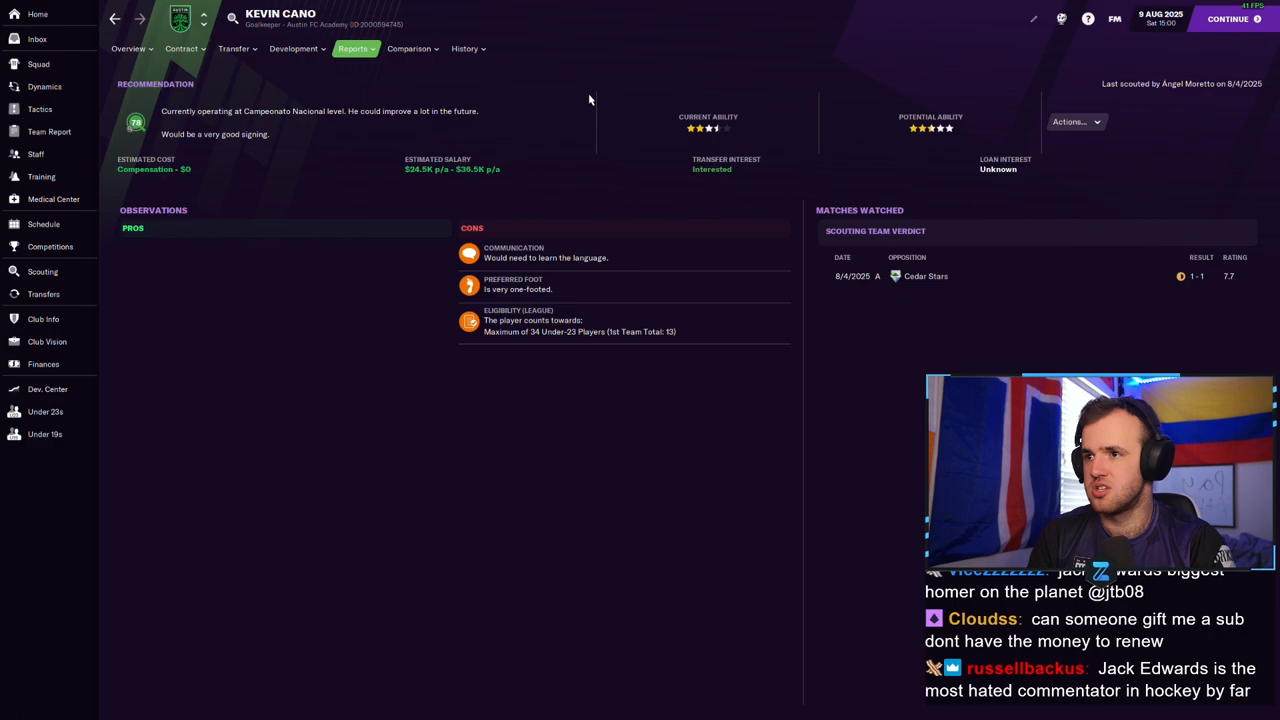 41 FPS
KEVIN CANO
Goalkeeper - Austin FC Academy (ID:2000594745)
FM
9 AUG 2025
Sat 15:00
CONTINUE
Home
Inbox
Squad
Dynamics
Tactics
Team Report
Staff
Training
Medical Center
Schedule
Competitions
Scouting
Transfers
Club Info
Club Vision
Finances
Dev. Center
Under 23s
Under 19s
Overview
Contract
Transfer
Development
Reports
Comparison
History
RECOMMENDATION
Last scouted by Ángel Moretto on 8/4/2025
78
Currently operating at Campeonato Nacional level. He could improve a lot in the future.
Would be a very good signing.
CURRENT ABILITY
POTENTIAL ABILITY
Actions...
ESTIMATED COST
Compensation - $0
ESTIMATED SALARY
$24.5K p/a - $36.5K p/a
TRANSFER INTEREST
Interested
LOAN INTEREST
Unknown
OBSERVATIONS
PROS
CONS
COMMUNICATION
Would need to learn the language.
PREFERRED FOOT
Is very one-footed.
ELIGIBILITY (LEAGUE)
The player counts towards:
Maximum of 34 Under-23 Players (1st Team Total: 13)
MATCHES WATCHED
SCOUTING TEAM VERDICT
DATE OPPOSITION RESULT RATING
8/4/2025 A Cedar Stars 1 - 1 7.7
homer on the planet @jtb08
Cloudss: can someone gift me a sub
dont have the money to renew
russellbackus: Jack Edwards is the
most hated commentator in hockey by far